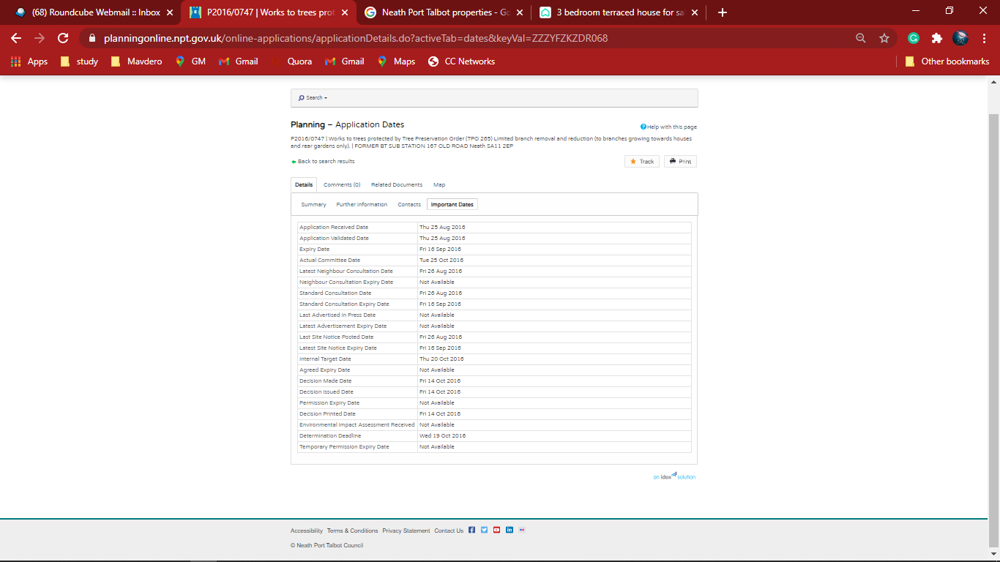 (68) Roundcube Webmail :: Inbox
P2016/0747 | Works to trees prot
Neath Port Talbot properties - Go
3 bedroom terraced house for sa
planningonline.npt.gov.uk/online-applications/applicationDetails.do?activeTab=dates&keyVal=ZZZYFZKZDR068
Apps study Mavdero GM Gmail Quora Gmail Maps CC Networks Other bookmarks
Search
Planning – Application Dates
Help with this page
P2016/0747 | Works to trees protected by Tree Preservation Order (TPO 265) Limited branch removal and reduction (to branches growing towards houses
and rear gardens only). | FORMER BT SUB STATION 167 OLD ROAD Neath SA11 2EP
Back to search results
Track Print
Details Comments (0) Related Documents Map
Summary Further Information Contacts Important Dates
Application Received Date Thu 25 Aug 2016
Application Validated Date Thu 25 Aug 2016
Expiry Date Fri 16 Sep 2016
Actual Committee Date Tue 25 Oct 2016
Latest Neighbour Consultation Date Fri 26 Aug 2016
Neighbour Consultation Expiry Date Not Available
Standard Consultation Date Fri 26 Aug 2016
Standard Consultation Expiry Date Fri 16 Sep 2016
Last Advertised In Press Date Not Available
Latest Advertisement Expiry Date Not Available
Last Site Notice Posted Date Fri 26 Aug 2016
Latest Site Notice Expiry Date Fri 16 Sep 2016
Internal Target Date Thu 20 Oct 2016
Agreed Expiry Date Not Available
Decision Made Date Fri 14 Oct 2016
Decision Issued Date Fri 14 Oct 2016
Permission Expiry Date Not Available
Decision Printed Date Fri 14 Oct 2016
Environmental Impact Assessment Received Not Available
Determination Deadline Wed 19 Oct 2016
Temporary Permission Expiry Date Not Available
an idox solution
Accessibility Terms & Conditions Privacy Statement Contact Us
© Neath Port Talbot Council